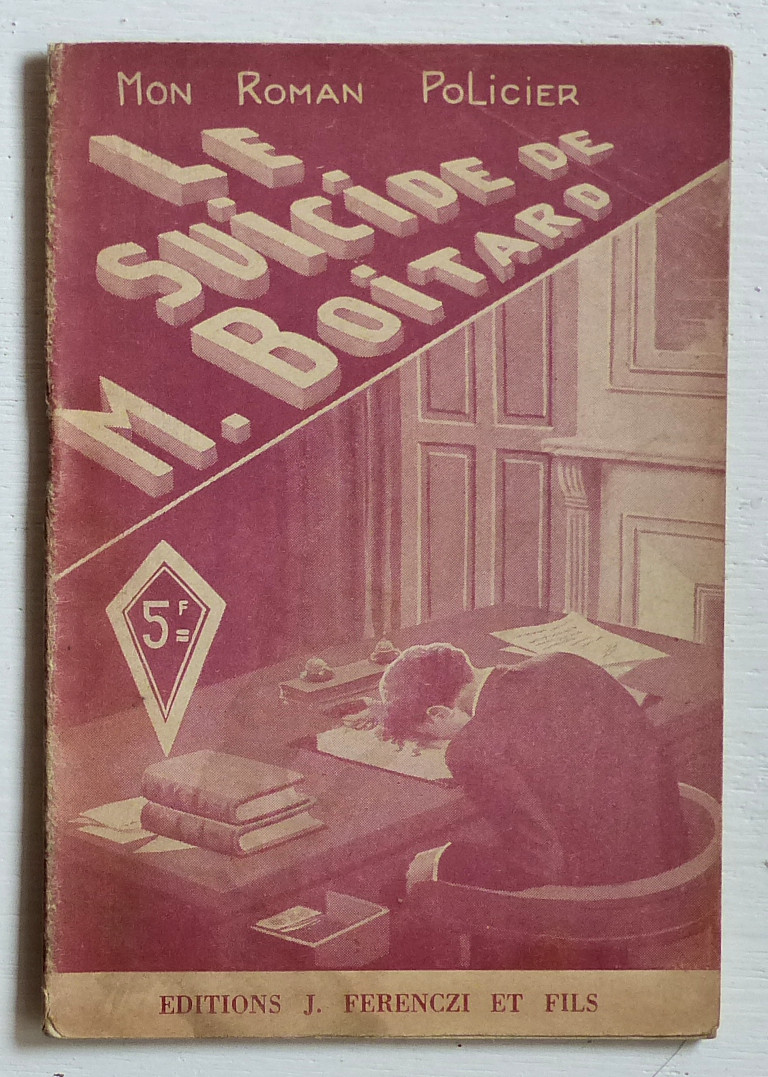 Mon Roman Policier
LE
SUiCiDE DE
M. BOiTARD
5F=
EDITIONS J. FERENCZI ET FILS